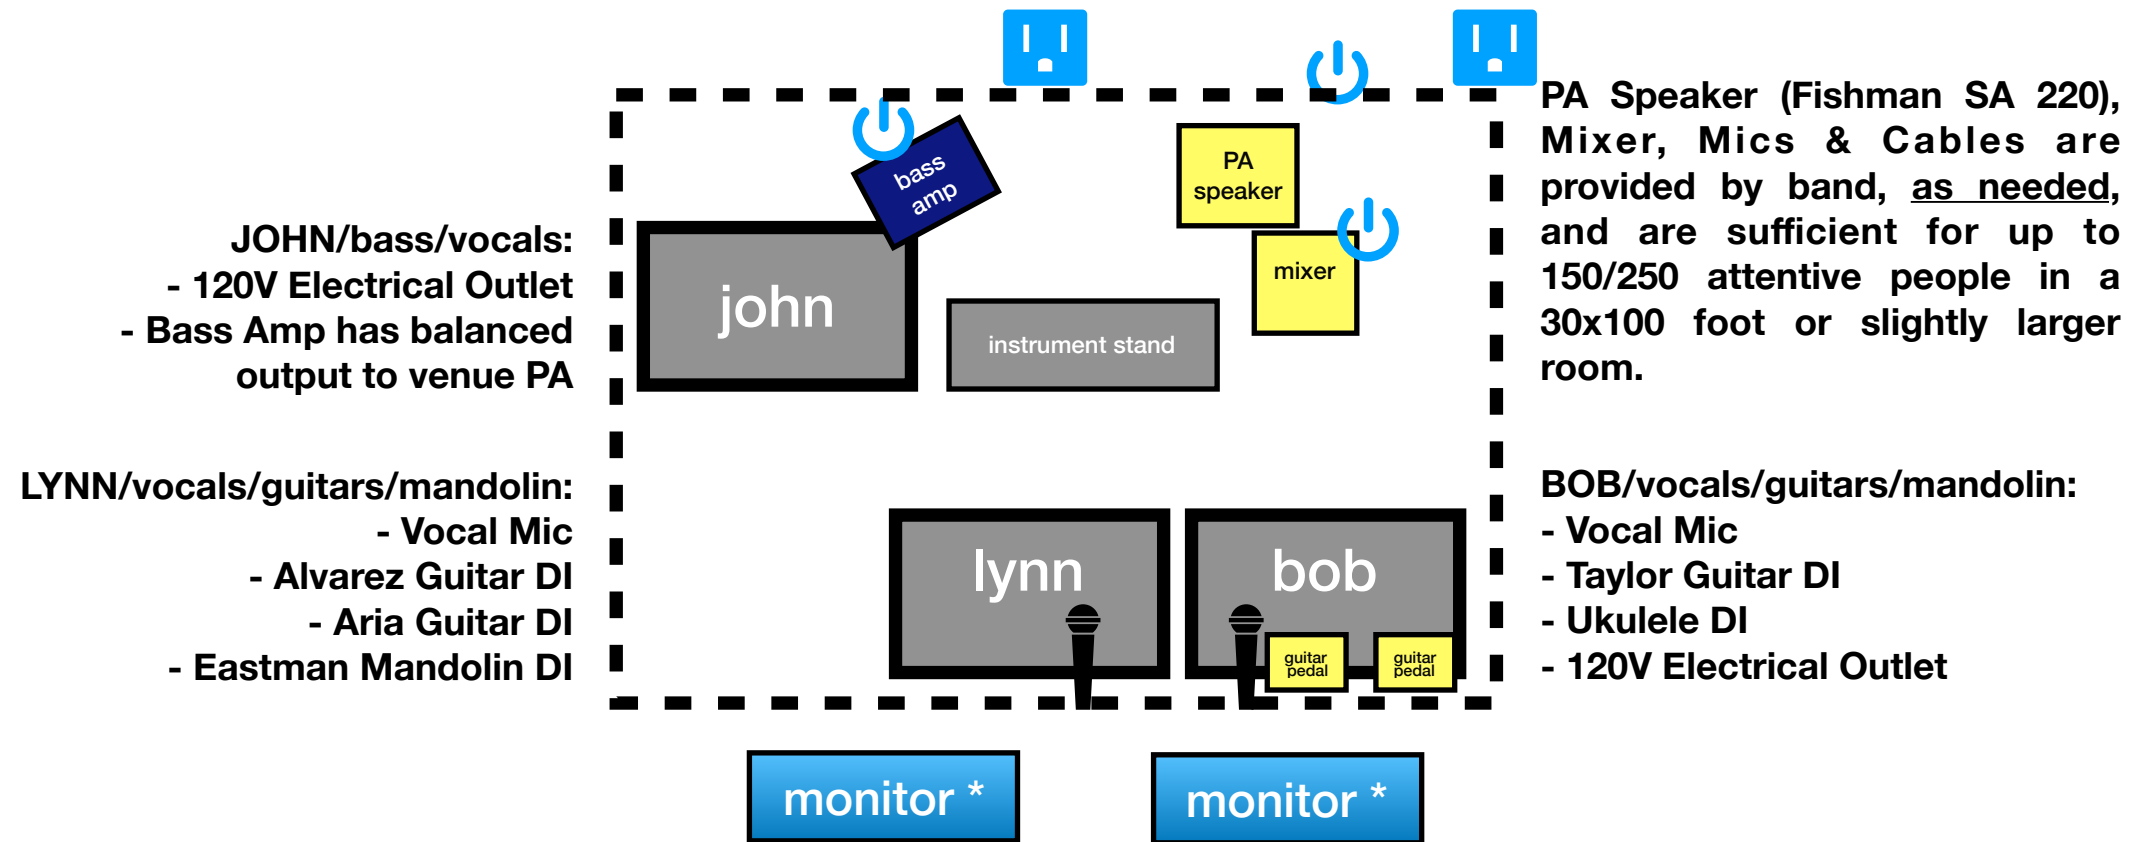 PA Speaker (Fishman SA 220),
Mixer, Mics & Cables are
provided by band, as needed,
and are sufficient for up to
150/250 attentive people in a
30x100 foot or slightly larger
room.
bass
amp
PA
speaker
mixer
JOHN/bass/vocals:
- 120V Electrical Outlet
- Bass Amp has balanced
output to venue PA
john
instrument stand
LYNN/vocals/guitars/mandolin:
- Vocal Mic
- Alvarez Guitar DI
- Aria Guitar DI
- Eastman Mandolin DI
lynn
bob
guitar
pedal
guitar
pedal
BOB/vocals/guitars/mandolin:
- Vocal Mic
- Taylor Guitar DI
- Ukulele DI
- 120V Electrical Outlet
monitor *
monitor *